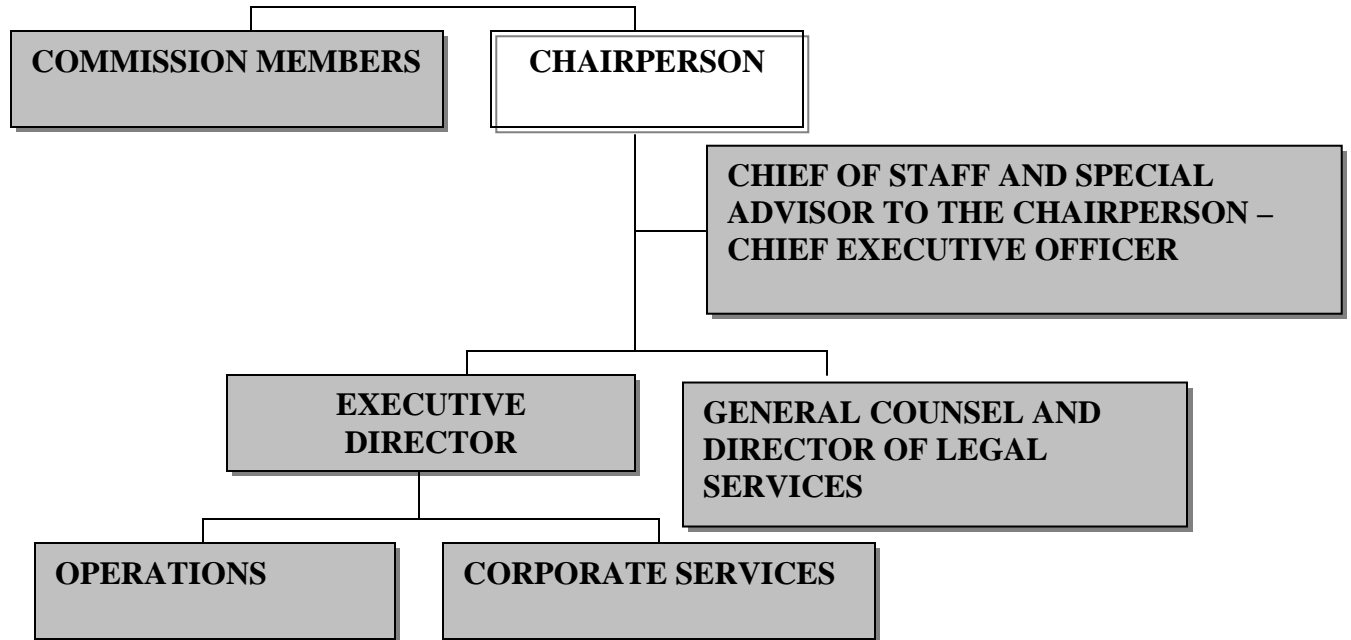 COMMISSION MEMBERS
CHAIRPERSON
CHIEF OF STAFF AND SPECIAL
ADVISOR TO THE CHAIRPERSON –
CHIEF EXECUTIVE OFFICER
EXECUTIVE
DIRECTOR
GENERAL COUNSEL AND
DIRECTOR OF LEGAL
SERVICES
OPERATIONS
CORPORATE SERVICES